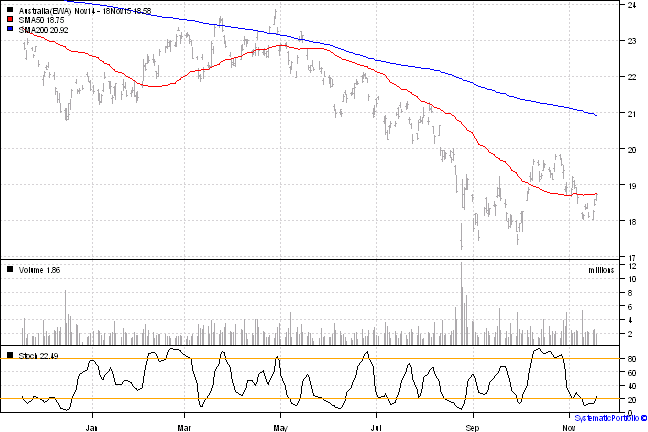 Australia(EWA) Nov14 - 18Nov15 18.58
SMA50 18.75
SMA200 20.92
24
23
22
21
20
19
18
17
Volume 1.86
millions
12
10
8
6
4
2
Stoch 22.49
80
60
40
20
0
Jan
Mar
May
Jul
Sep
Nov
SystematicPortfolio ©